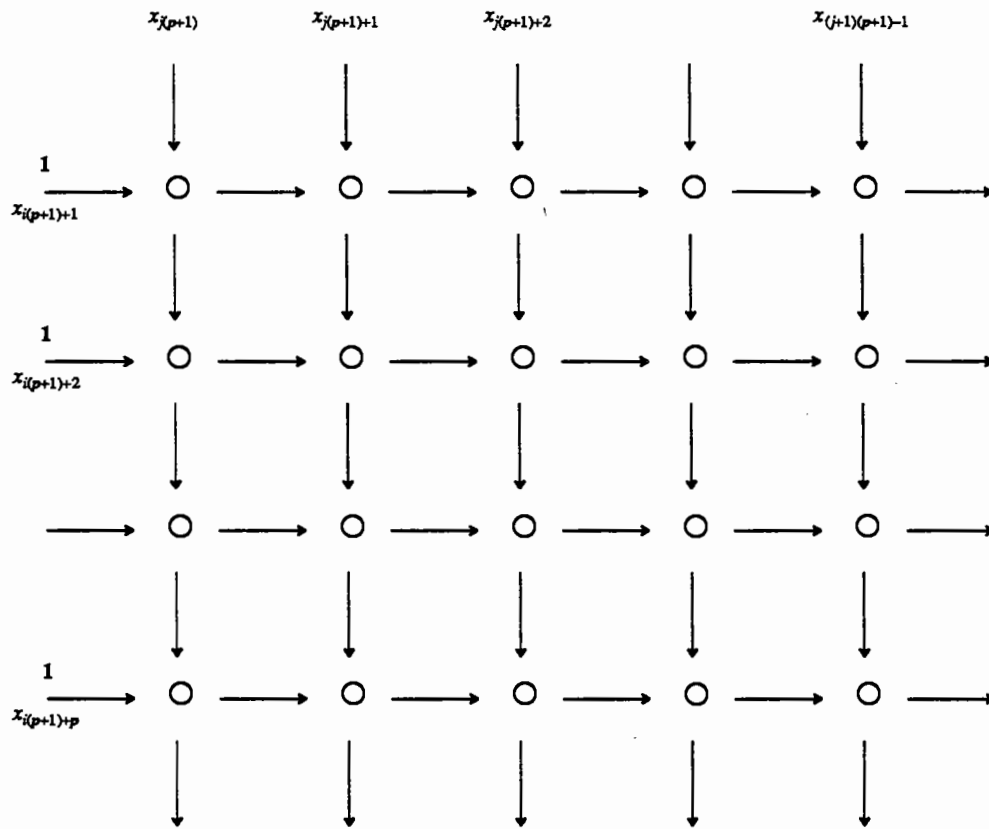 x_{j(p+1)} x_{j(p+1)+1} x_{j(p+1)+2} x_{(j+1)(p+1)-1}
1
x_{i(p+1)+1}
1
x_{i(p+1)+2}
1
x_{i(p+1)+p}